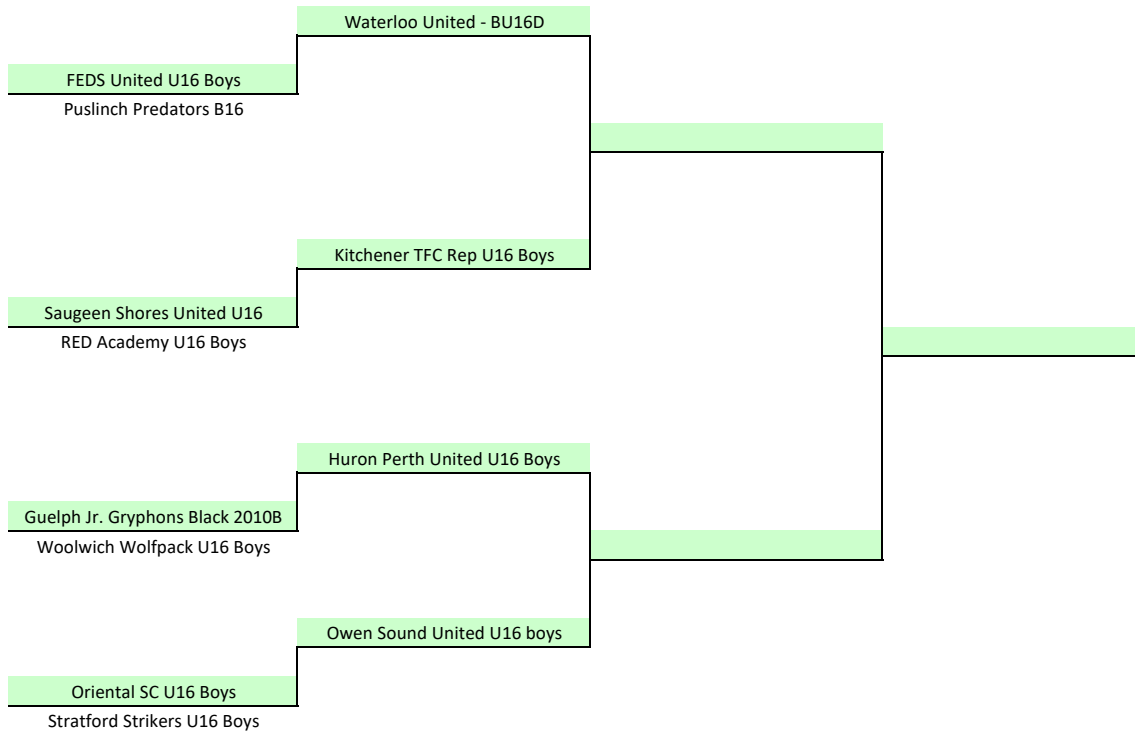 Waterloo United - BU16D
FEDS United U16 Boys
Puslinch Predators B16
Kitchener TFC Rep U16 Boys
Saugeen Shores United U16
RED Academy U16 Boys
Huron Perth United U16 Boys
Guelph Jr. Gryphons Black 2010B
Woolwich Wolfpack U16 Boys
Owen Sound United U16 boys
Oriental SC U16 Boys
Stratford Strikers U16 Boys